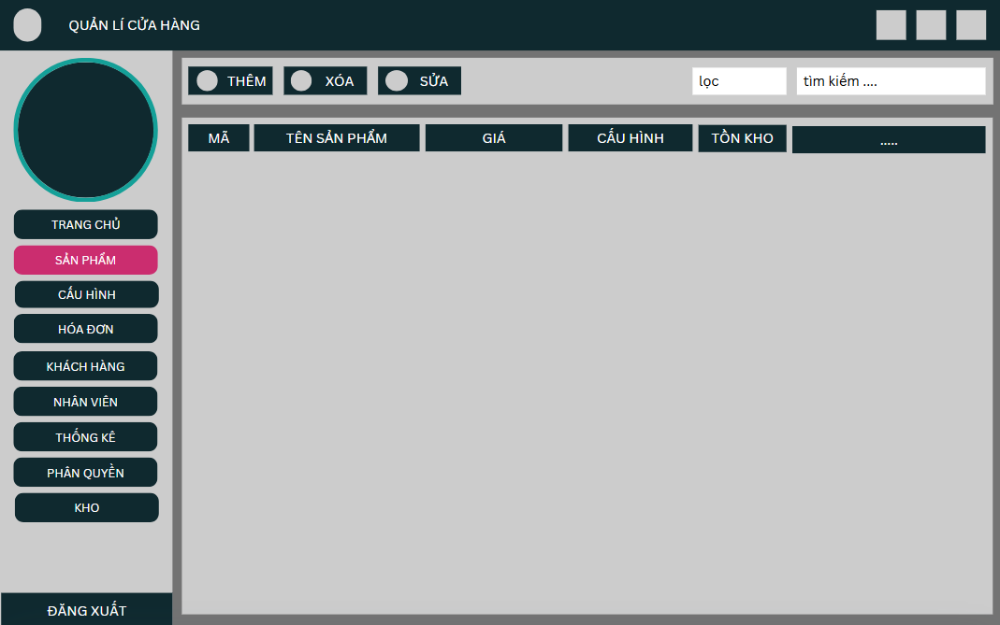 QUẢN LÍ CỬA HÀNG
THÊM XÓA SỬA lọc tìm kiếm ....
MÃ TÊN SẢN PHẨM GIÁ CẤU HÌNH TỒN KHO .....
TRANG CHỦ
SẢN PHẨM
CẤU HÌNH
HÓA ĐƠN
KHÁCH HÀNG
NHÂN VIÊN
THỐNG KÊ
PHÂN QUYỀN
KHO
ĐĂNG XUẤT